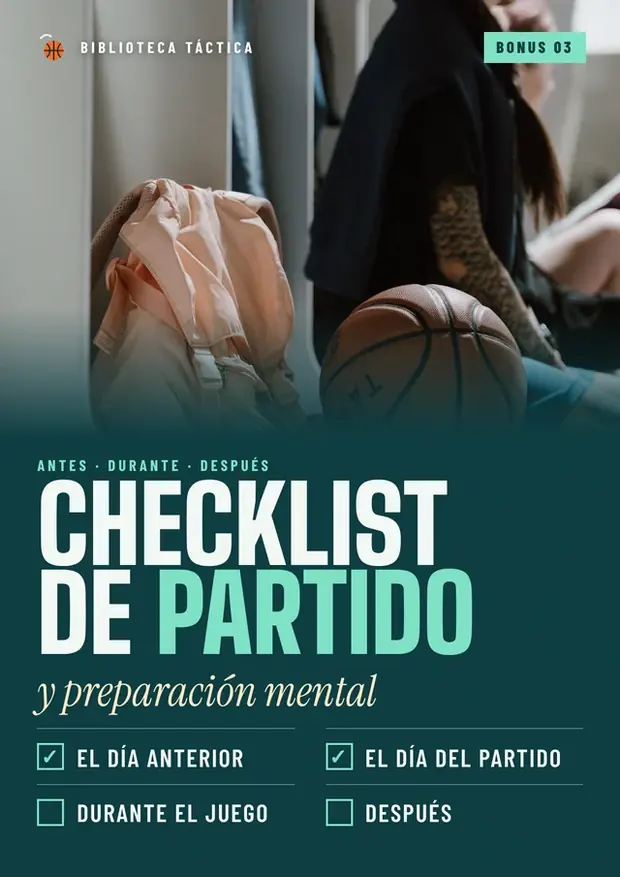 BIBLIOTECA TÁCTICA
BONUS 03
ANTES · DURANTE · DESPUÉS
CHECKLIST
DE PARTIDO
y preparación mental
✓ EL DÍA ANTERIOR
✓ EL DÍA DEL PARTIDO
DURANTE EL JUEGO
DESPUÉS